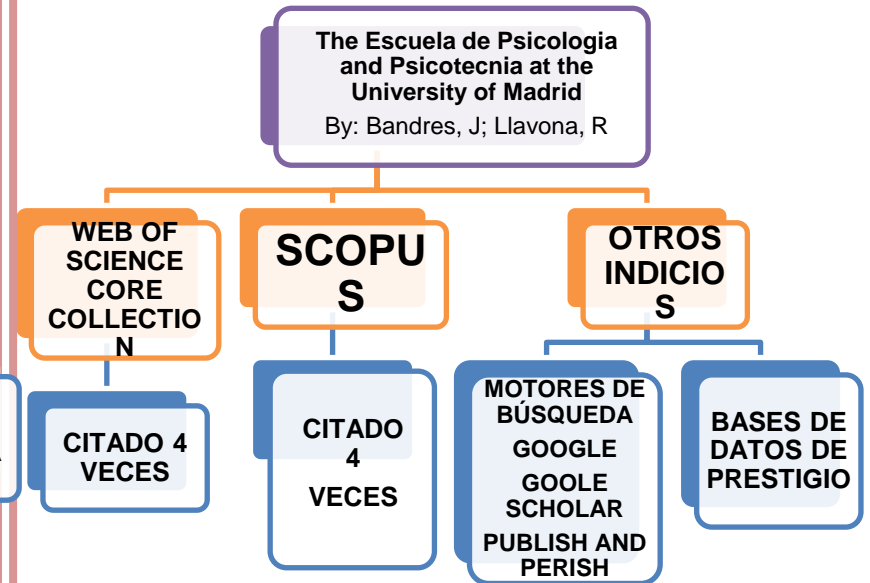 The Escuela de Psicologia
and Psicotecnia at the
University of Madrid
By: Bandres, J; Llavona, R
WEB OF
SCIENCE
CORE
COLLECTIO
N
SCOPU
S
OTROS
INDICIO
S
CITADO 4
VECES
CITADO
4
VECES
MOTORES DE
BÚSQUEDA
GOOGLE
GOOLE
SCHOLAR
PUBLISH AND
PERISH
BASES DE
DATOS DE
PRESTIGIO